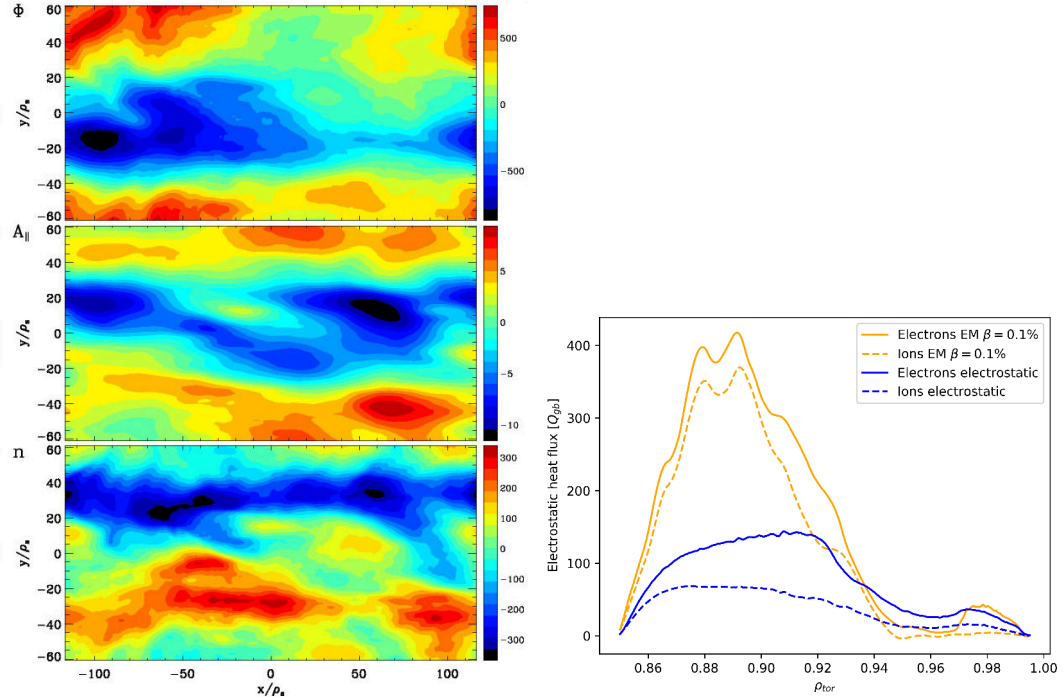 Φ
60
40
20
0
−20
−40
−60
y/ρs
500
0
−500
A∥
60
40
20
0
−20
−40
−60
y/ρs
5
0
−5
−10
n
60
40
20
0
−20
−40
−60
y/ρs
−100 −50 0 50 100
x/ρs
300
200
100
0
−100
−200
−300
Electrostatic heat flux [Qgb]
400
300
200
100
0
Electrons EM β = 0.1%
Ions EM β = 0.1%
Electrons electrostatic
Ions electrostatic
0.86 0.88 0.90 0.92 0.94 0.96 0.98 1.00
ρtor